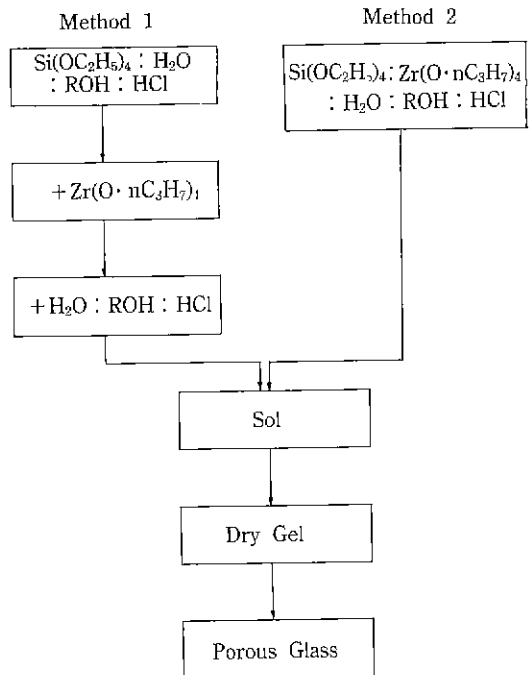 Method 1
Si(OC₂H₅)₄ : H₂O
: ROH : HCl
+Zr(O·nC₃H₇)₄
+H₂O : ROH : HCl
Method 2
Si(OC₂H₅)₄ : Zr(O·nC₃H₇)₄
: H₂O : ROH : HCl
Sol
Dry Gel
Porous Glass